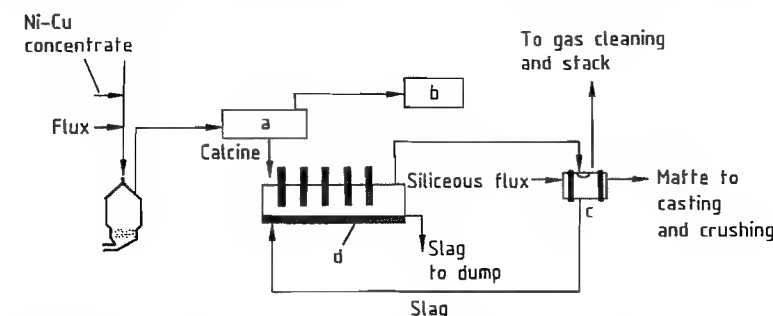 Ni-Cu
concentrate
Flux
a
b
Calcine
To gas cleaning
and stack
Siliceous flux
c
Matte to
casting
and crushing
d
Slag
to dump
Slag